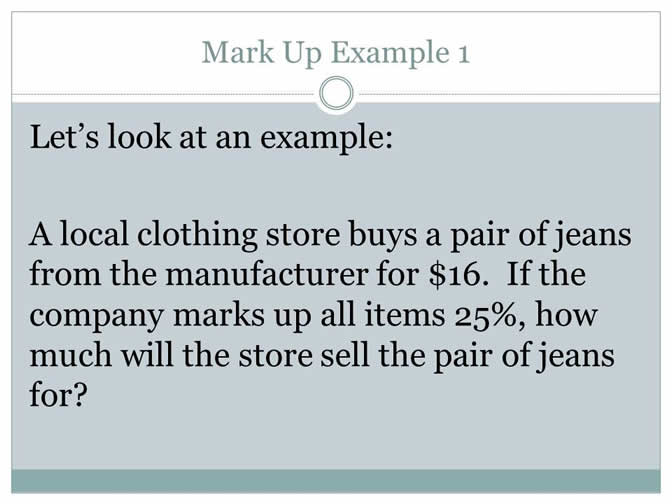 Mark Up Example 1
Let’s look at an example:
A local clothing store buys a pair of jeans
from the manufacturer for $16.  If the
company marks up all items 25%, how
much will the store sell the pair of jeans
for?